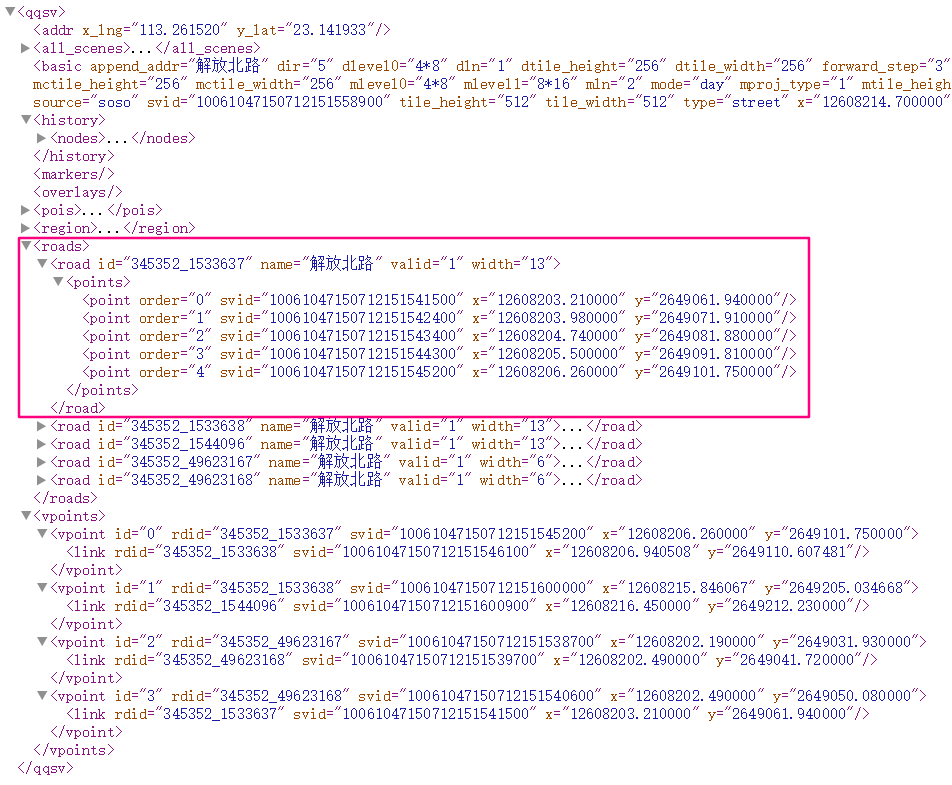 ▼<qqsv>
<addr x_lng="113.261520" y_lat="23.141933"/>
▶<all_scenes>...</all_scenes>
<basic append_addr="解放北路" dir="5" dlevel0="4*8" dln="1" dtile_height="256" dtile_width="256" forward_step="3"
mctile_height="256" mctile_width="256" mlevel0="4*8" mlevel1="8*16" mln="2" mode="day" mproj_type="1" mtile_heigh
source="soso" svid="10061047150712151558900" tile_height="512" tile_width="512" type="street" x="12608214.700000"
▼<history>
▶<nodes>...</nodes>
</history>
<markers/>
<overlays/>
▶<pois>...</pois>
▶<region>...</region>
▼<roads>
▼<road id="345352_1533637" name="解放北路" valid="1" width="13">
▼<points>
<point order="0" svid="10061047150712151541500" x="12608203.210000" y="2649061.940000"/>
<point order="1" svid="10061047150712151542400" x="12608203.980000" y="2649071.910000"/>
<point order="2" svid="10061047150712151543400" x="12608204.740000" y="2649081.880000"/>
<point order="3" svid="10061047150712151544300" x="12608205.500000" y="2649091.810000"/>
<point order="4" svid="10061047150712151545200" x="12608206.260000" y="2649101.750000"/>
</points>
</road>
▶<road id="345352_1533638" name="解放北路" valid="1" width="13">...</road>
▶<road id="345352_1544096" name="解放北路" valid="1" width="13">...</road>
▶<road id="345352_49623167" name="解放北路" valid="1" width="6">...</road>
▶<road id="345352_49623168" name="解放北路" valid="1" width="6">...</road>
</roads>
▼<vpoints>
▼<vpoint id="0" rdid="345352_1533637" svid="10061047150712151545200" x="12608206.260000" y="2649101.750000">
<link rdid="345352_1533638" svid="10061047150712151546100" x="12608206.940508" y="2649110.607481"/>
</vpoint>
▼<vpoint id="1" rdid="345352_1533638" svid="10061047150712151600000" x="12608215.846067" y="2649205.034668">
<link rdid="345352_1544096" svid="10061047150712151600900" x="12608216.450000" y="2649212.230000"/>
</vpoint>
▼<vpoint id="2" rdid="345352_49623167" svid="10061047150712151538700" x="12608202.190000" y="2649031.930000">
<link rdid="345352_49623168" svid="10061047150712151539700" x="12608202.490000" y="2649041.720000"/>
</vpoint>
▼<vpoint id="3" rdid="345352_49623168" svid="10061047150712151540600" x="12608202.490000" y="2649050.080000">
<link rdid="345352_1533637" svid="10061047150712151541500" x="12608203.210000" y="2649061.940000"/>
</vpoint>
</vpoints>
</qqsv>